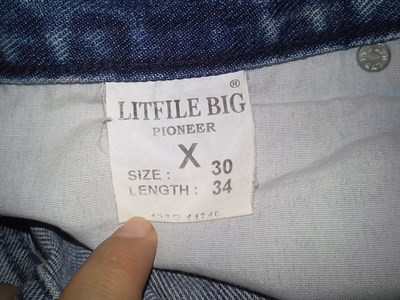 ®
LITFILE BIG
PIONEER
X
SIZE : 30
LENGTH : 34